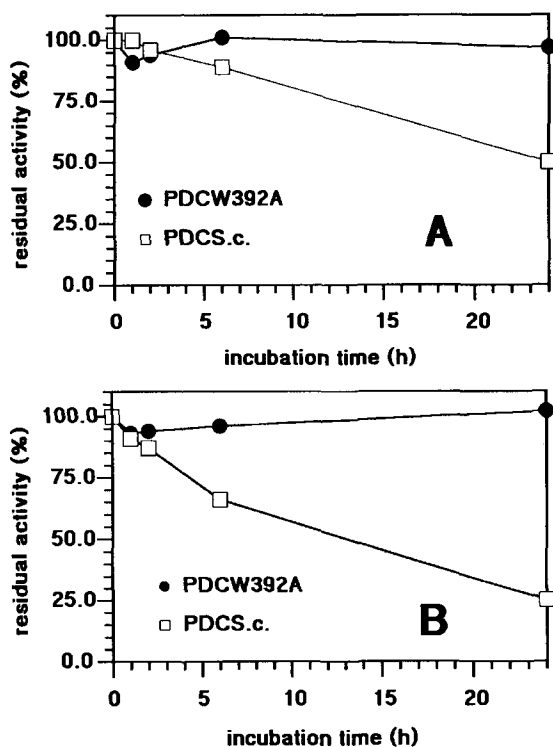 residual activity (%)
100.0
75.0
50.0
25.0
0.0
PDCW392A
PDCS.c.
A
0 5 10 15 20
incubation time (h)
residual activity (%)
100.0
75.0
50.0
25.0
0.0
PDCW392A
PDCS.c.
B
0 5 10 15 20
incubation time (h)